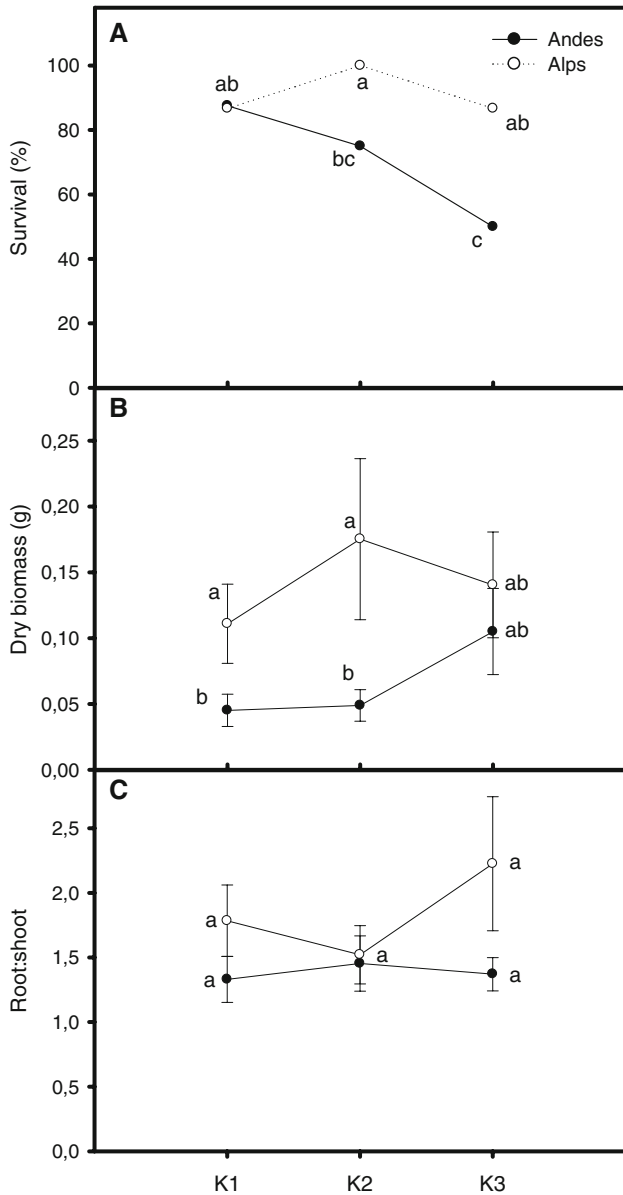 A
Andes
Alps
100
80
60
40
20
0
Survival (%)
ab
a
ab
bc
c
B
0,25
0,20
0,15
0,10
0,05
0,00
Dry biomass (g)
a
a
ab
ab
b
b
C
2,5
2,0
1,5
1,0
0,5
0,0
Root:shoot
a
a
a
a
a
K1 K2 K3